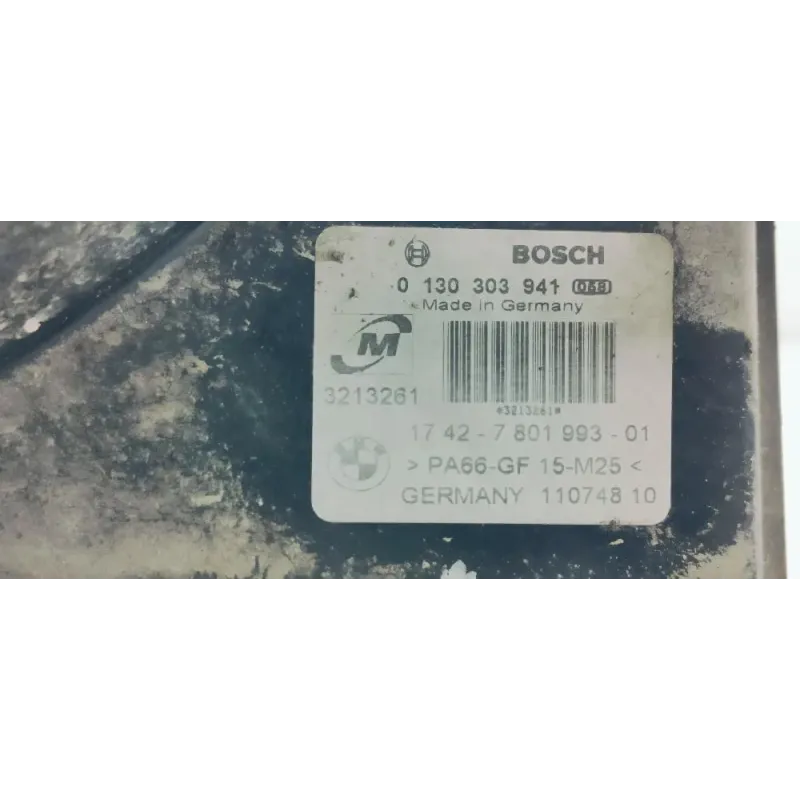 BOSCH
0 130 303 941 068
Made in Germany
M
3213261
*3213261*
17 42 - 7 801 993 - 01
> PA66-GF 15-M25 <
GERMANY 110748 10